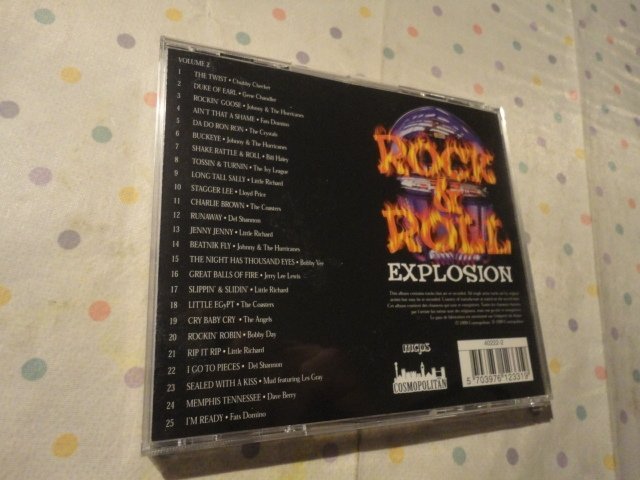 VOLUME 2
1 THE TWIST • Chubby Checker
2 DUKE OF EARL • Gene Chandler
3 ROCKIN' GOOSE • Johnny & The Hurricanes
4 AIN'T THAT A SHAME • Fats Domino
5 DA DO RON RON • The Crystals
6 BUCKEYE • Johnny & The Hurricanes
7 SHAKE RATTLE & ROLL • Bill Haley
8 TOSSIN & TURNIN • The Ivy League
9 LONG TALL SALLY • Little Richard
10 STAGGER LEE • Lloyd Price
11 CHARLIE BROWN • The Coasters
12 RUNAWAY • Del Shannon
13 JENNY JENNY • Little Richard
14 BEATNIK FLY • Johnny & The Hurricanes
15 THE NIGHT HAS THOUSAND EYES • Bobby Vee
16 GREAT BALLS OF FIRE • Jerry Lee Lewis
17 SLIPPIN' & SLIDIN' • Little Richard
18 LITTLE EGYPT • The Coasters
19 CRY BABY CRY • The Angels
20 ROCKIN' ROBIN • Bobby Day
21 RIP IT RIP • Little Richard
22 I GO TO PIECES • Del Shannon
23 SEALED WITH A KISS • Mud featuring Les Gray
24 MEMPHIS TENNESSEE • Dave Berry
25 I'M READY • Fats Domino
ROCK
&
ROLL
EXPLOSION
mcps
COSMOPOLITAN
40222-2
5 703976 123319